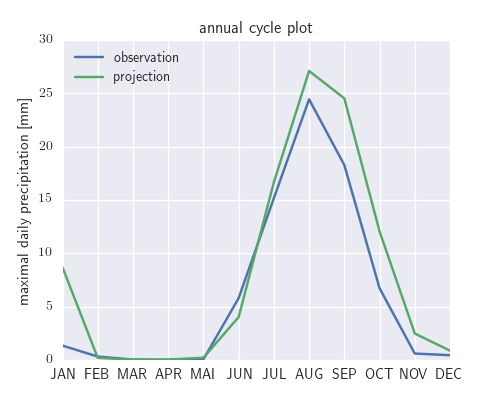 annual cycle plot
observation
projection
maximal daily precipitation [mm]
30
25
20
15
10
5
0
JAN FEB MAR APR MAI JUN JUL AUG SEP OCT NOV DEC